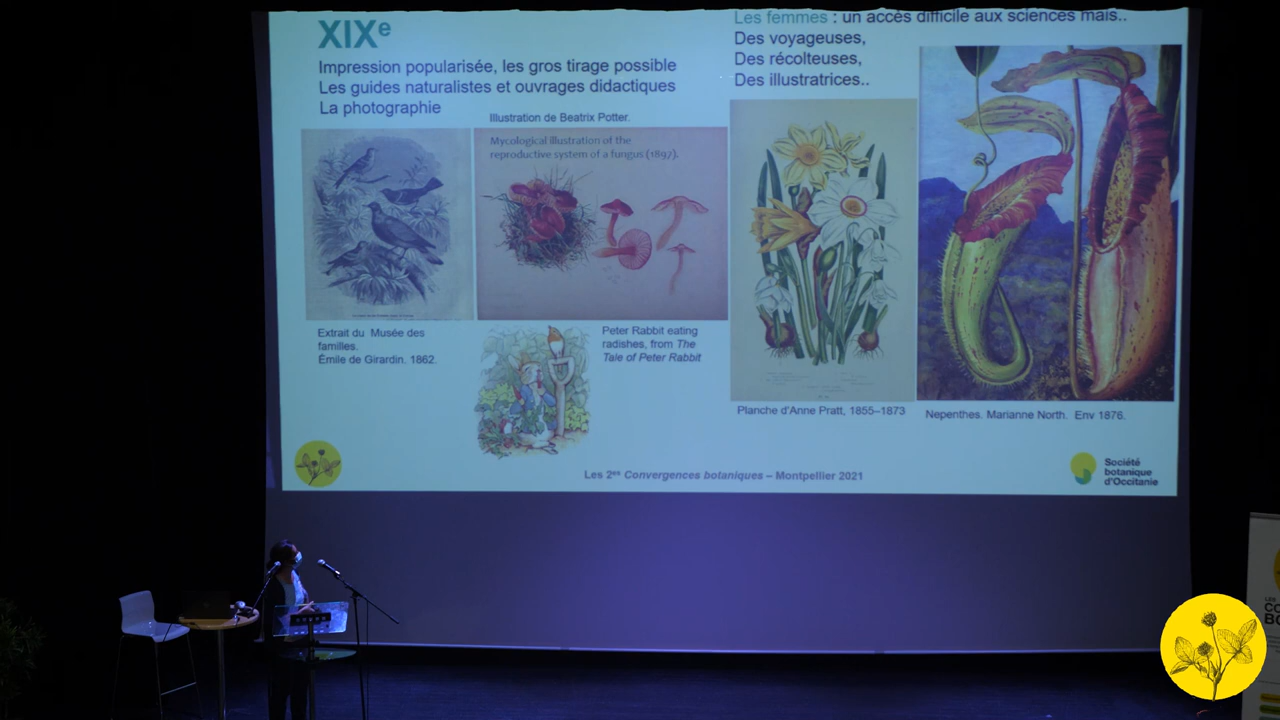 XIXe
Impression popularisée, les gros tirage possible
Les guides naturalistes et ouvrages didactiques
La photographie
Illustration de Beatrix Potter.
Mycological illustration of the
reproductive system of a fungus (1897).
Extrait du Musée des
familles.
Émile de Girardin. 1862.
Peter Rabbit eating
radishes, from The
Tale of Peter Rabbit
Les femmes : un accès difficile aux sciences mais..
Des voyageuses,
Des récolteuses,
Des illustratrices..
Planche d'Anne Pratt, 1855–1873
Nepenthes. Marianne North. Env 1876.
Les 2es Convergences botaniques – Montpellier 2021
Société
botanique
d'Occitanie
LES
CO
BO